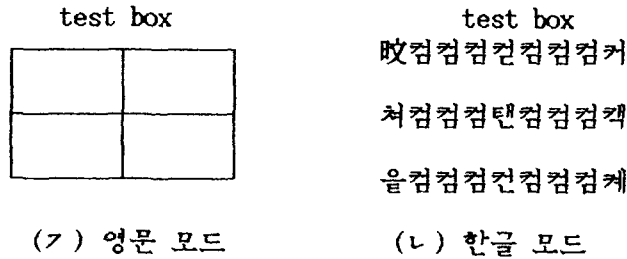 test box
test box
旼컴컴컴컫컴컴컴커
쳐컴컴컴탠컴컴컴캑
읕컴컴컴컨컴컴컴켸
(ㄱ) 영문 모드
(ㄴ) 한글 모드